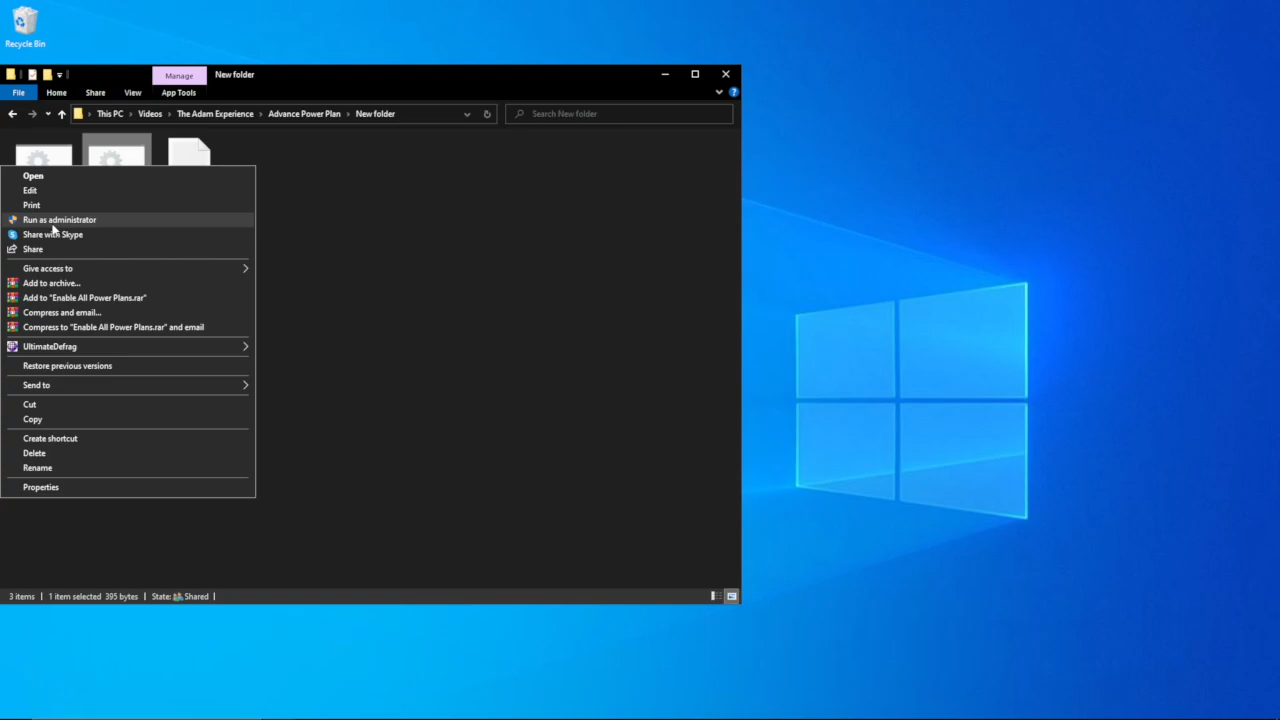 Recycle Bin
Manage
New folder
File
Home
Share
View
App Tools
This PC
Videos
The Adam Experience
Advance Power Plan
New folder
Search New folder
Open
Edit
Print
Run as administrator
Share with Skype
Share
Give access to
Add to archive...
Add to "Enable All Power Plans.rar"
Compress and email...
Compress to "Enable All Power Plans.rar" and email
UltimateDefrag
Restore previous versions
Send to
Cut
Copy
Create shortcut
Delete
Rename
Properties
3 items
1 item selected 395 bytes
State: Shared